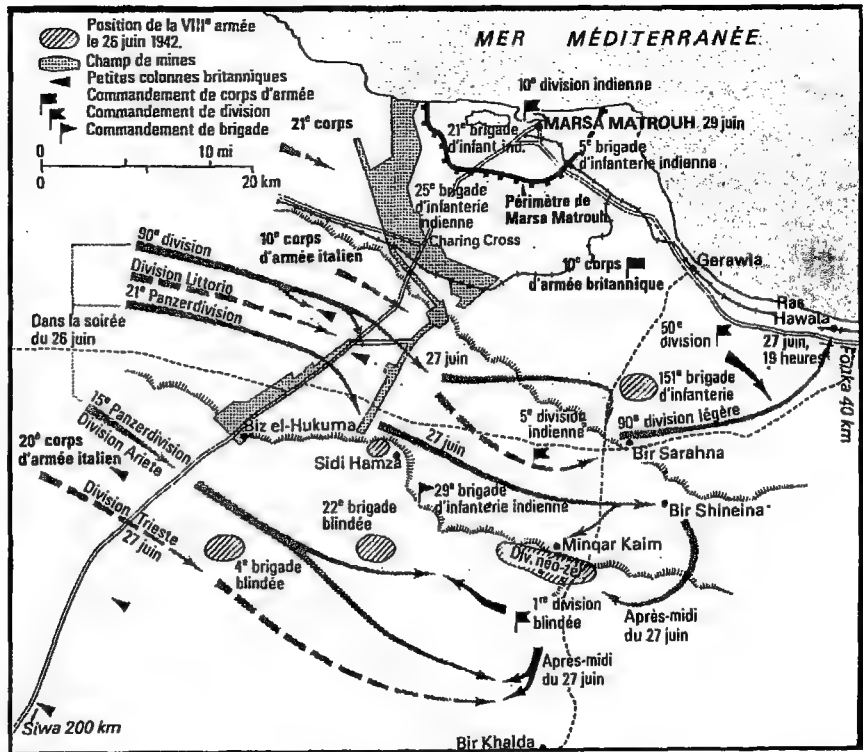 Position de la VIIIe armée
le 26 juin 1942.
Champ de mines
Petites colonnes britanniques
Commandement de corps d'armée
Commandement de division
Commandement de brigade
0 10 mi
0 20 km
MER MÉDITERRANÉE
10e division indienne
MARSA MATROUH 29 juin
21e corps
21e brigade
d'infant. ind.
5e brigade
d'infanterie indienne
25e brigade
d'infanterie
indienne
Périmètre de
Marsa Matrouh
Charing Cross
10e corps
d'armée italien
10e corps
d'armée britannique
Gerawla
Ras
Hawala
27 juin,
19 heures
Fouka 40 km
90e division
Division Littorio
21e Panzerdivision
Dans la soirée
du 26 juin
27 juin
50e
division
151e brigade
d'infanterie
90e division légère
5e division
indienne
Bir Sarahna
15e Panzerdivision
Division Ariete
20e corps
d'armée italien
Biz el-Hukuma
Sidi Hamza
27 juin
29e brigade
d'infanterie indienne
Bir Shineina
Division Trieste
27 juin
22e brigade
blindée
4e brigade
blindée
Minqar Kaim
Div. néo-zé
1re division
blindée
Après-midi
du 27 juin
Après-midi
du 27 juin
Siwa 200 km
Bir Khalda